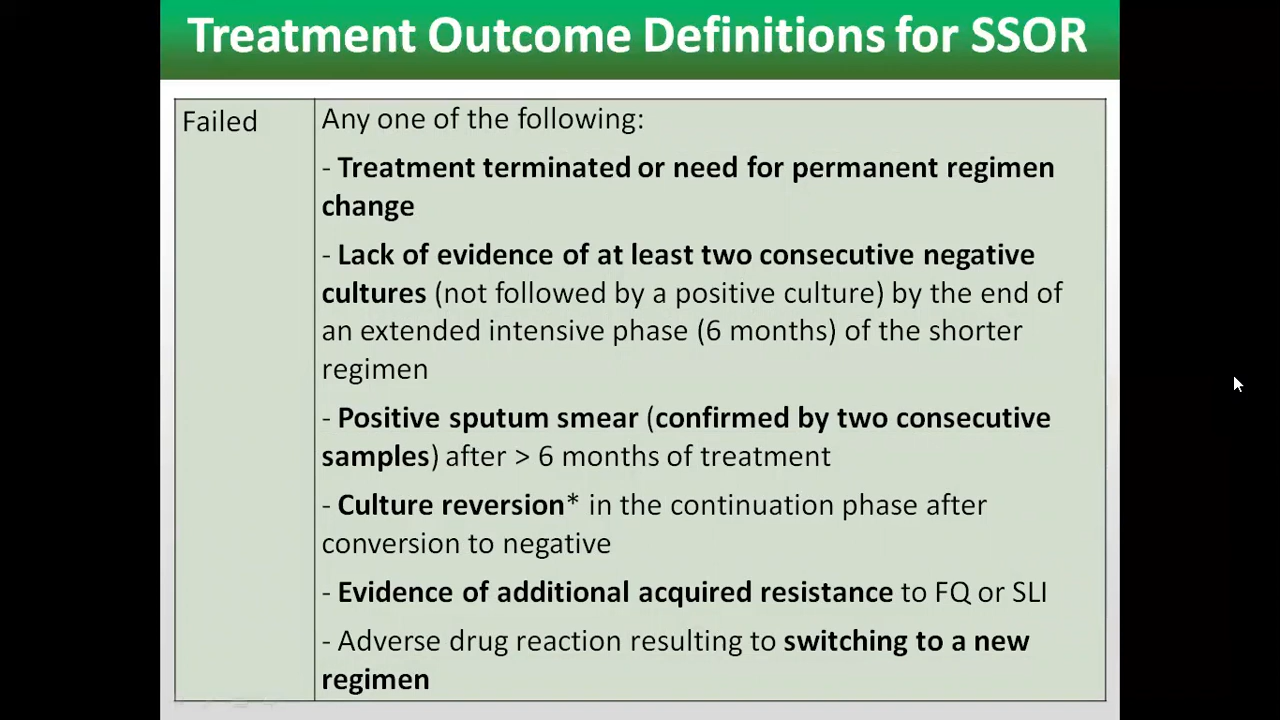 Treatment Outcome Definitions for SSOR
Failed
Any one of the following:
- Treatment terminated or need for permanent regimen
change
- Lack of evidence of at least two consecutive negative
cultures (not followed by a positive culture) by the end of
an extended intensive phase (6 months) of the shorter
regimen
- Positive sputum smear (confirmed by two consecutive
samples) after > 6 months of treatment
- Culture reversion* in the continuation phase after
conversion to negative
- Evidence of additional acquired resistance to FQ or SLI
- Adverse drug reaction resulting to switching to a new
regimen